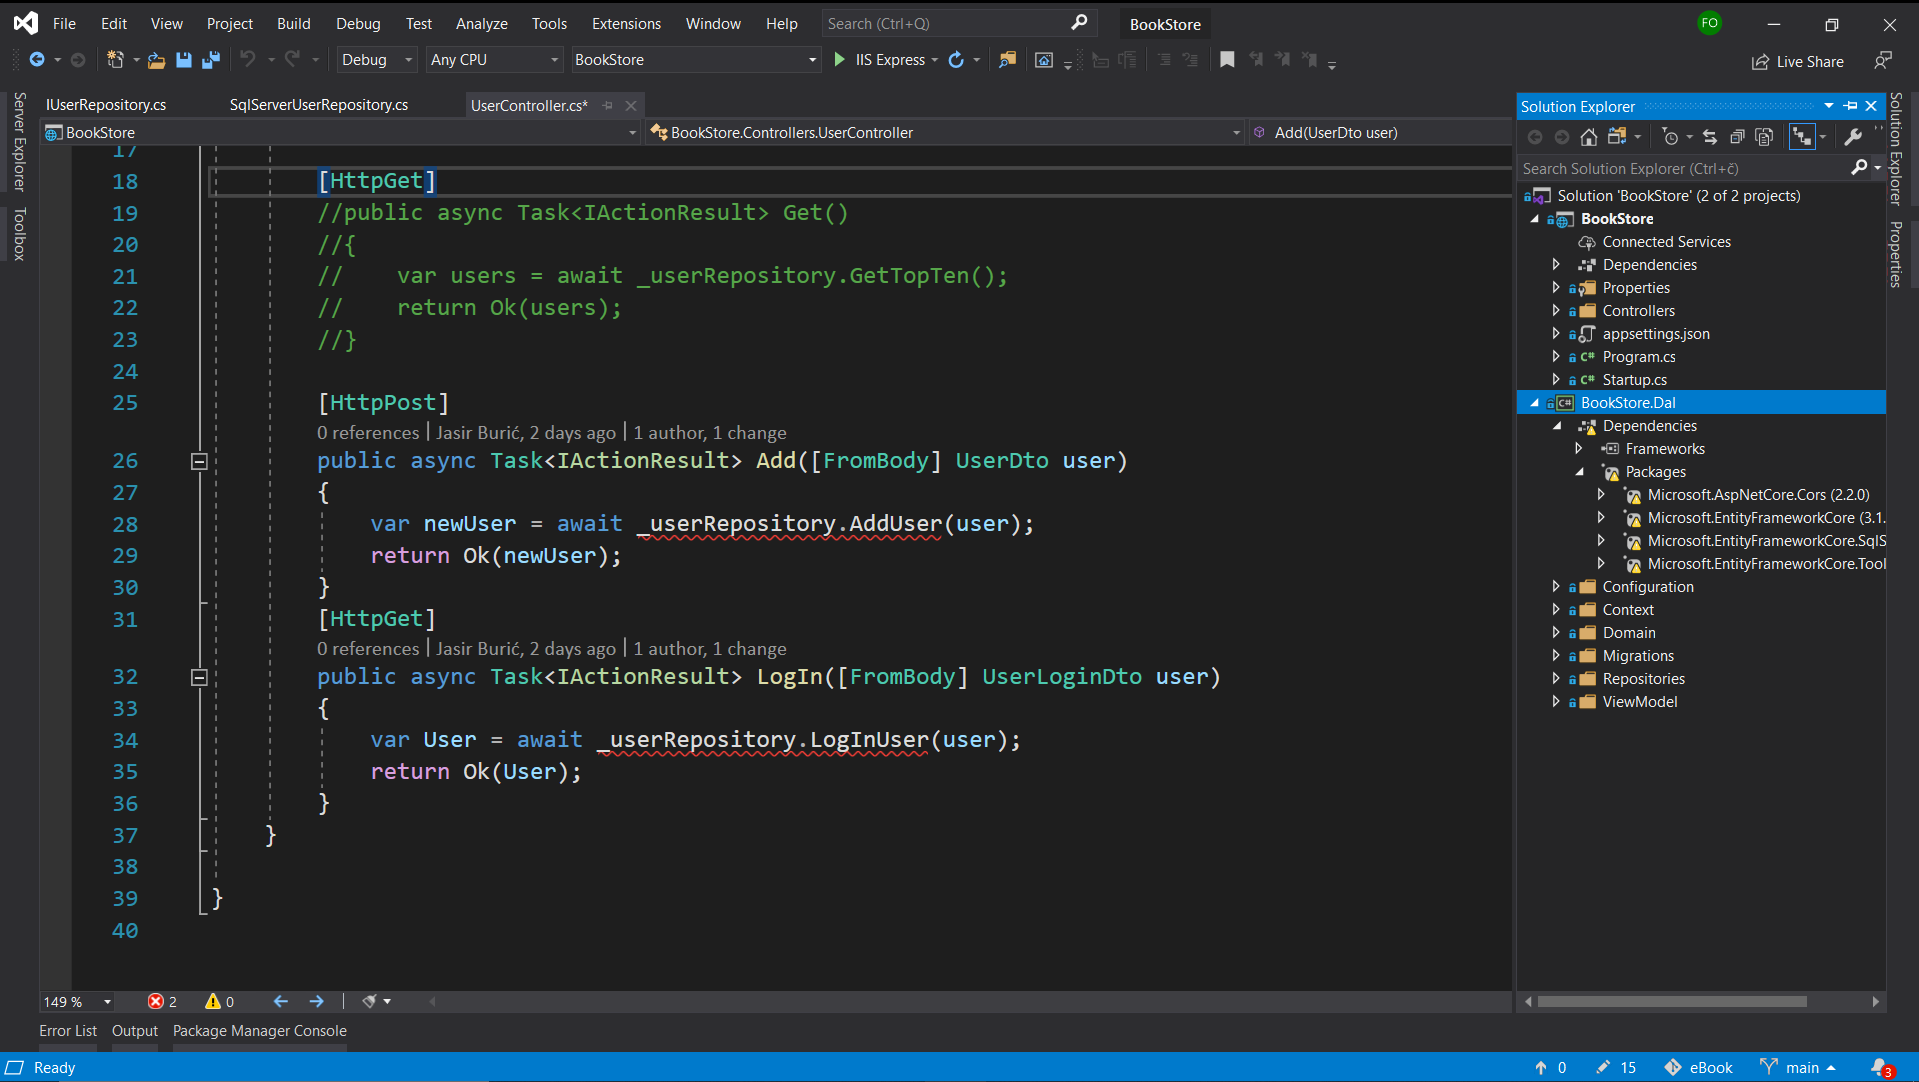 File Edit View Project Build Debug Test Analyze Tools Extensions Window Help Search (Ctrl+Q) BookStore FO
Debug Any CPU BookStore IIS Express Live Share
Server Explorer
Toolbox
IUserRepository.cs SqlServerUserRepository.cs UserController.cs*
BookStore BookStore.Controllers.UserController Add(UserDto user)
17
18 [HttpGet]
19 //public async Task<IActionResult> Get()
20 //{
21 // var users = await _userRepository.GetTopTen();
22 // return Ok(users);
23 //}
24
25 [HttpPost]
0 references | Jasir Burić, 2 days ago | 1 author, 1 change
26 public async Task<IActionResult> Add([FromBody] UserDto user)
27 {
28 var newUser = await _userRepository.AddUser(user);
29 return Ok(newUser);
30 }
31 [HttpGet]
0 references | Jasir Burić, 2 days ago | 1 author, 1 change
32 public async Task<IActionResult> LogIn([FromBody] UserLoginDto user)
33 {
34 var User = await _userRepository.LogInUser(user);
35 return Ok(User);
36 }
37 }
38
39 }
40
149 % 2 0
Error List Output Package Manager Console
Solution Explorer
Search Solution Explorer (Ctrl+č)
Solution 'BookStore' (2 of 2 projects)
BookStore
Connected Services
Dependencies
Properties
Controllers
appsettings.json
C# Program.cs
C# Startup.cs
C# BookStore.Dal
Dependencies
Frameworks
Packages
Microsoft.AspNetCore.Cors (2.2.0)
Microsoft.EntityFrameworkCore (3.1.
Microsoft.EntityFrameworkCore.SqlS
Microsoft.EntityFrameworkCore.Tool
Configuration
Context
Domain
Migrations
Repositories
ViewModel
Solution Explorer
Properties
Ready 0 15 eBook main 3